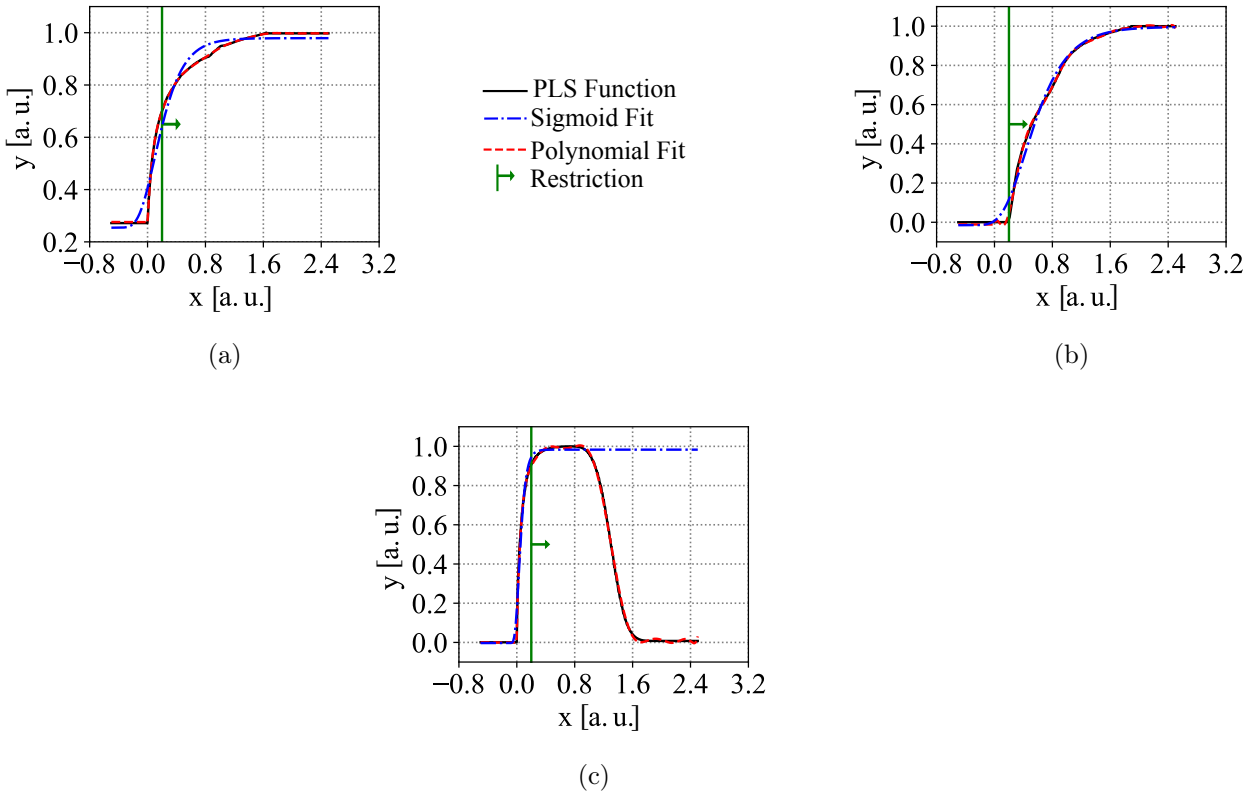 1.0
0.8
0.6
0.4
0.2
y [a. u.]
−0.8 0.0 0.8 1.6 2.4 3.2
x [a. u.]
(a)
PLS Function
Sigmoid Fit
Polynomial Fit
Restriction
1.0
0.8
0.6
0.4
0.2
0.0
y [a. u.]
−0.8 0.0 0.8 1.6 2.4 3.2
x [a. u.]
(b)
1.0
0.8
0.6
0.4
0.2
0.0
y [a. u.]
−0.8 0.0 0.8 1.6 2.4 3.2
x [a. u.]
(c)